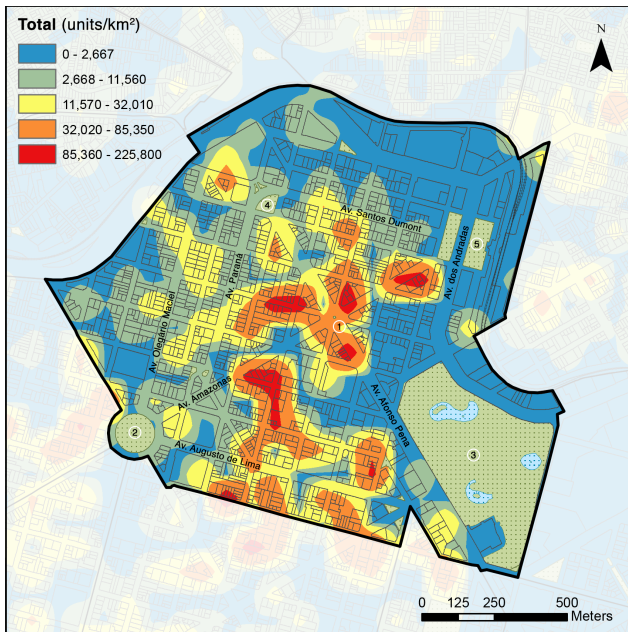 Total (units/km²)
0 - 2,667
2,668 - 11,560
11,570 - 32,010
32,020 - 85,350
85,360 - 225,800
N
4
Av. Santos Dumont
5
Av. dos Andradas
Av. Paraná
Av. Olegário Maciel
1
Av. Amazonas
Av. Afonso Pena
2
Av. Augusto de Lima
3
0 125 250 500
Meters